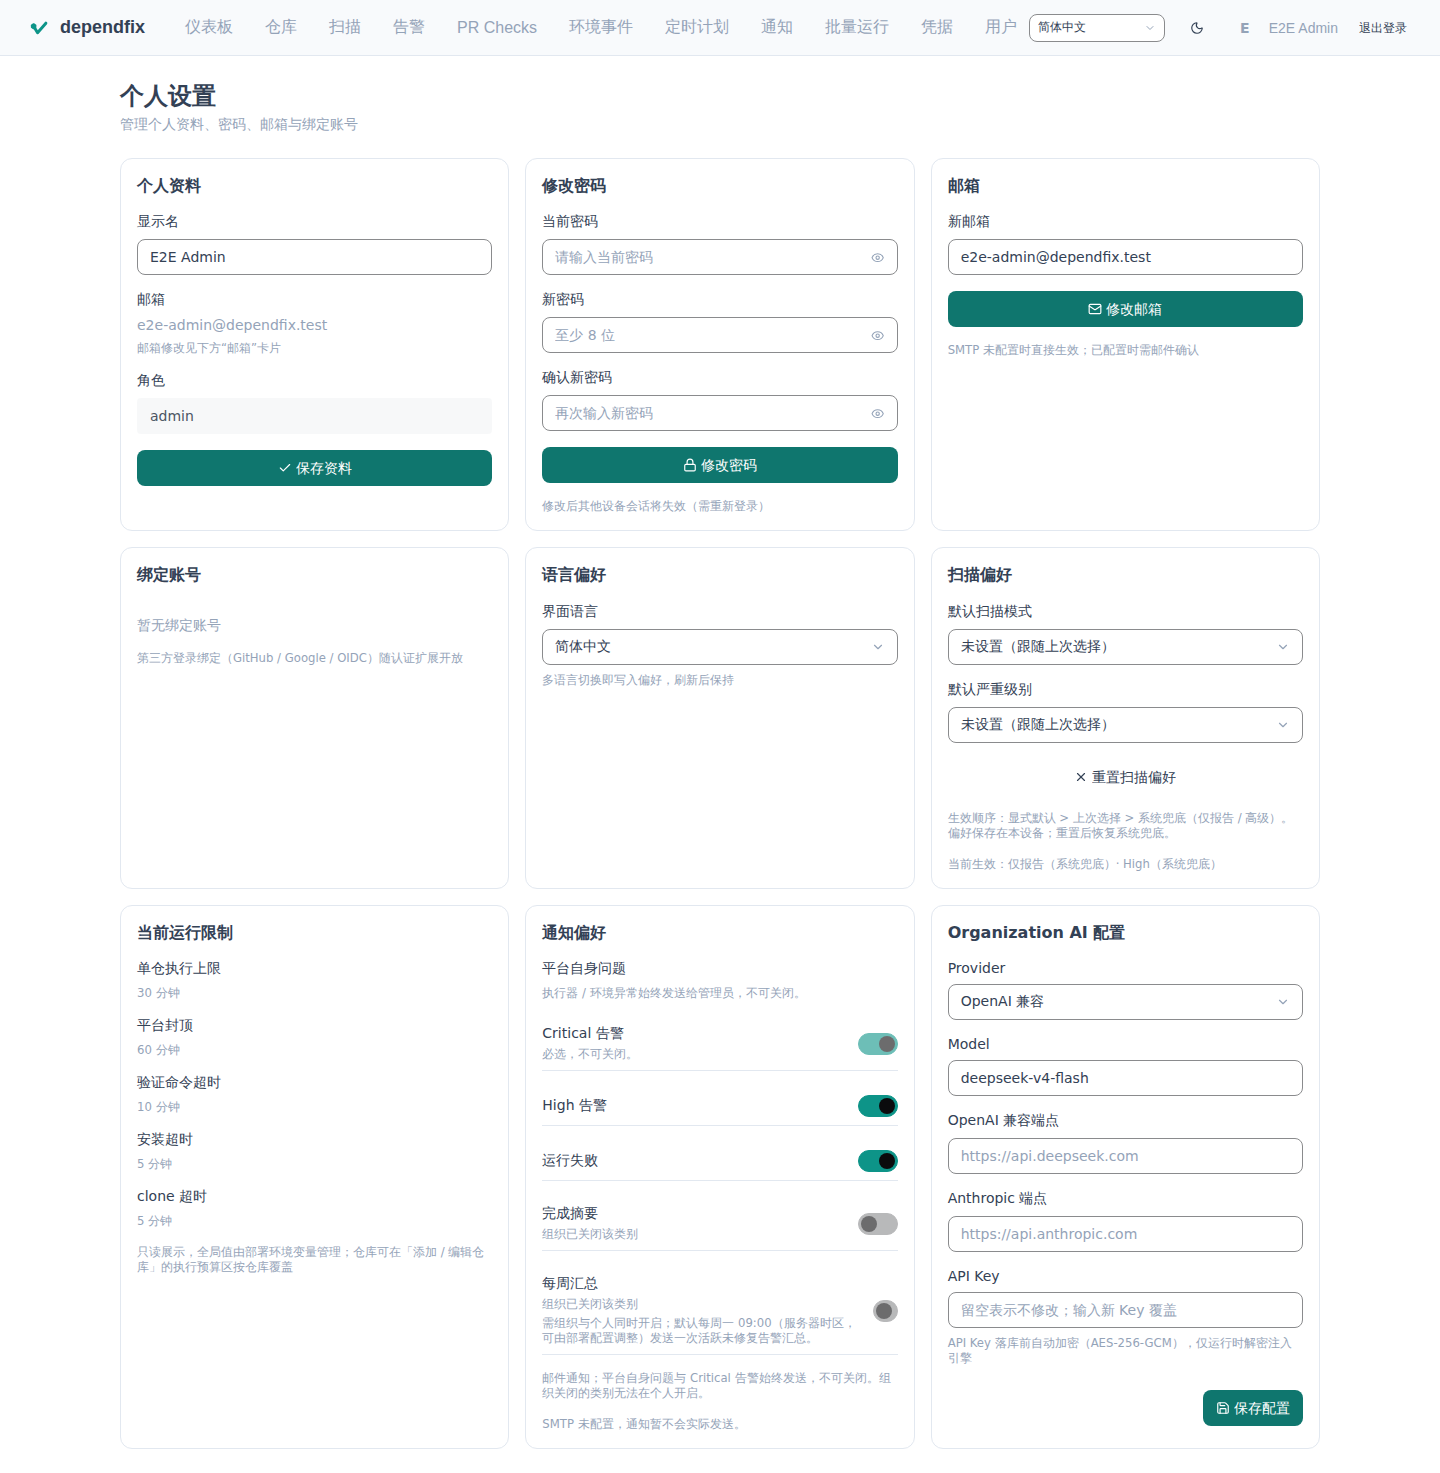 dependfix
仪表板
仓库
扫描
告警
PR Checks
环境事件
定时计划
通知
批量运行
凭据
用户
简体中文
E
E2E Admin
退出登录
个人设置
管理个人资料、密码、邮箱与绑定账号
个人资料
显示名
E2E Admin
邮箱
e2e-admin@dependfix.test
邮箱修改见下方“邮箱”卡片
角色
admin
保存资料
修改密码
当前密码
请输入当前密码
新密码
至少 8 位
确认新密码
再次输入新密码
修改密码
修改后其他设备会话将失效（需重新登录）
邮箱
新邮箱
e2e-admin@dependfix.test
修改邮箱
SMTP 未配置时直接生效；已配置时需邮件确认
绑定账号
暂无绑定账号
第三方登录绑定（GitHub / Google / OIDC）随认证扩展开放
语言偏好
界面语言
简体中文
多语言切换即写入偏好，刷新后保持
扫描偏好
默认扫描模式
未设置（跟随上次选择）
默认严重级别
未设置（跟随上次选择）
重置扫描偏好
生效顺序：显式默认 > 上次选择 > 系统兜底（仅报告 / 高级）。
偏好保存在本设备；重置后恢复系统兜底。
当前生效：仅报告（系统兜底）· High（系统兜底）
当前运行限制
单仓执行上限
30 分钟
平台封顶
60 分钟
验证命令超时
10 分钟
安装超时
5 分钟
clone 超时
5 分钟
只读展示，全局值由部署环境变量管理；仓库可在「添加 / 编辑仓
库」的执行预算区按仓库覆盖
通知偏好
平台自身问题
执行器 / 环境异常始终发送给管理员，不可关闭。
Critical 告警
必选，不可关闭。
High 告警
运行失败
完成摘要
组织已关闭该类别
每周汇总
组织已关闭该类别
需组织与个人同时开启；默认每周一 09:00（服务器时区，
可由部署配置调整）发送一次活跃未修复告警汇总。
邮件通知；平台自身问题与 Critical 告警始终发送，不可关闭。组
织关闭的类别无法在个人开启。
SMTP 未配置，通知暂不会实际发送。
Organization AI 配置
Provider
OpenAI 兼容
Model
deepseek-v4-flash
OpenAI 兼容端点
https://api.deepseek.com
Anthropic 端点
https://api.anthropic.com
API Key
留空表示不修改；输入新 Key 覆盖
API Key 落库前自动加密（AES-256-GCM），仅运行时解密注入
引擎
保存配置